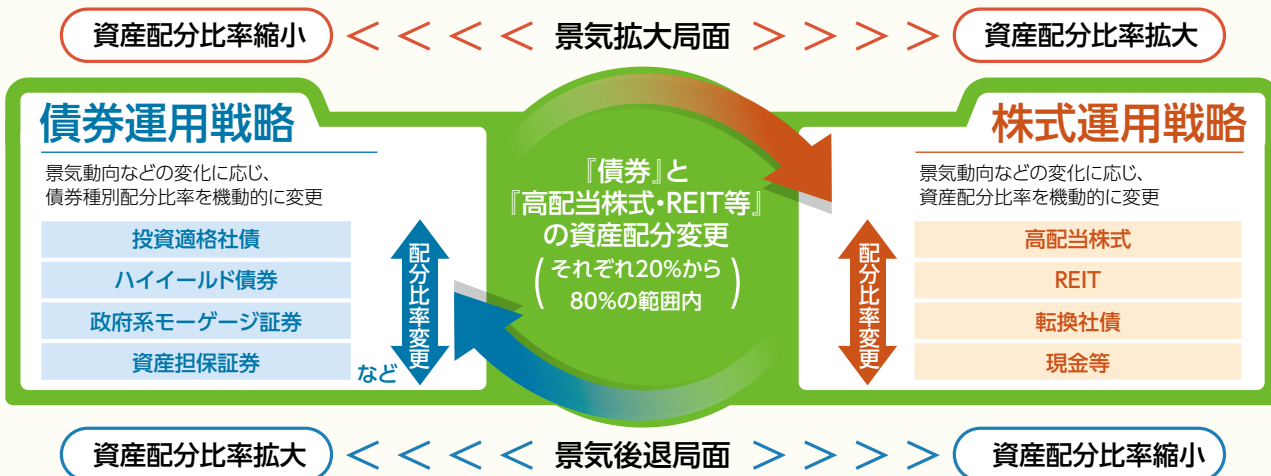 資産配分比率縮小
景気拡大局面
資産配分比率拡大
債券運用戦略
景気動向などの変化に応じ、
債券種別配分比率を機動的に変更
投資適格社債
ハイイールド債券
政府系モーゲージ証券
資産担保証券
など
配分比率変更
『債券』と
『高配当株式・REIT等』
の資産配分変更
(それぞれ20%から
80%の範囲内)
株式運用戦略
景気動向などの変化に応じ、
資産配分比率を機動的に変更
配分比率変更
高配当株式
REIT
転換社債
現金等
資産配分比率拡大
景気後退局面
資産配分比率縮小